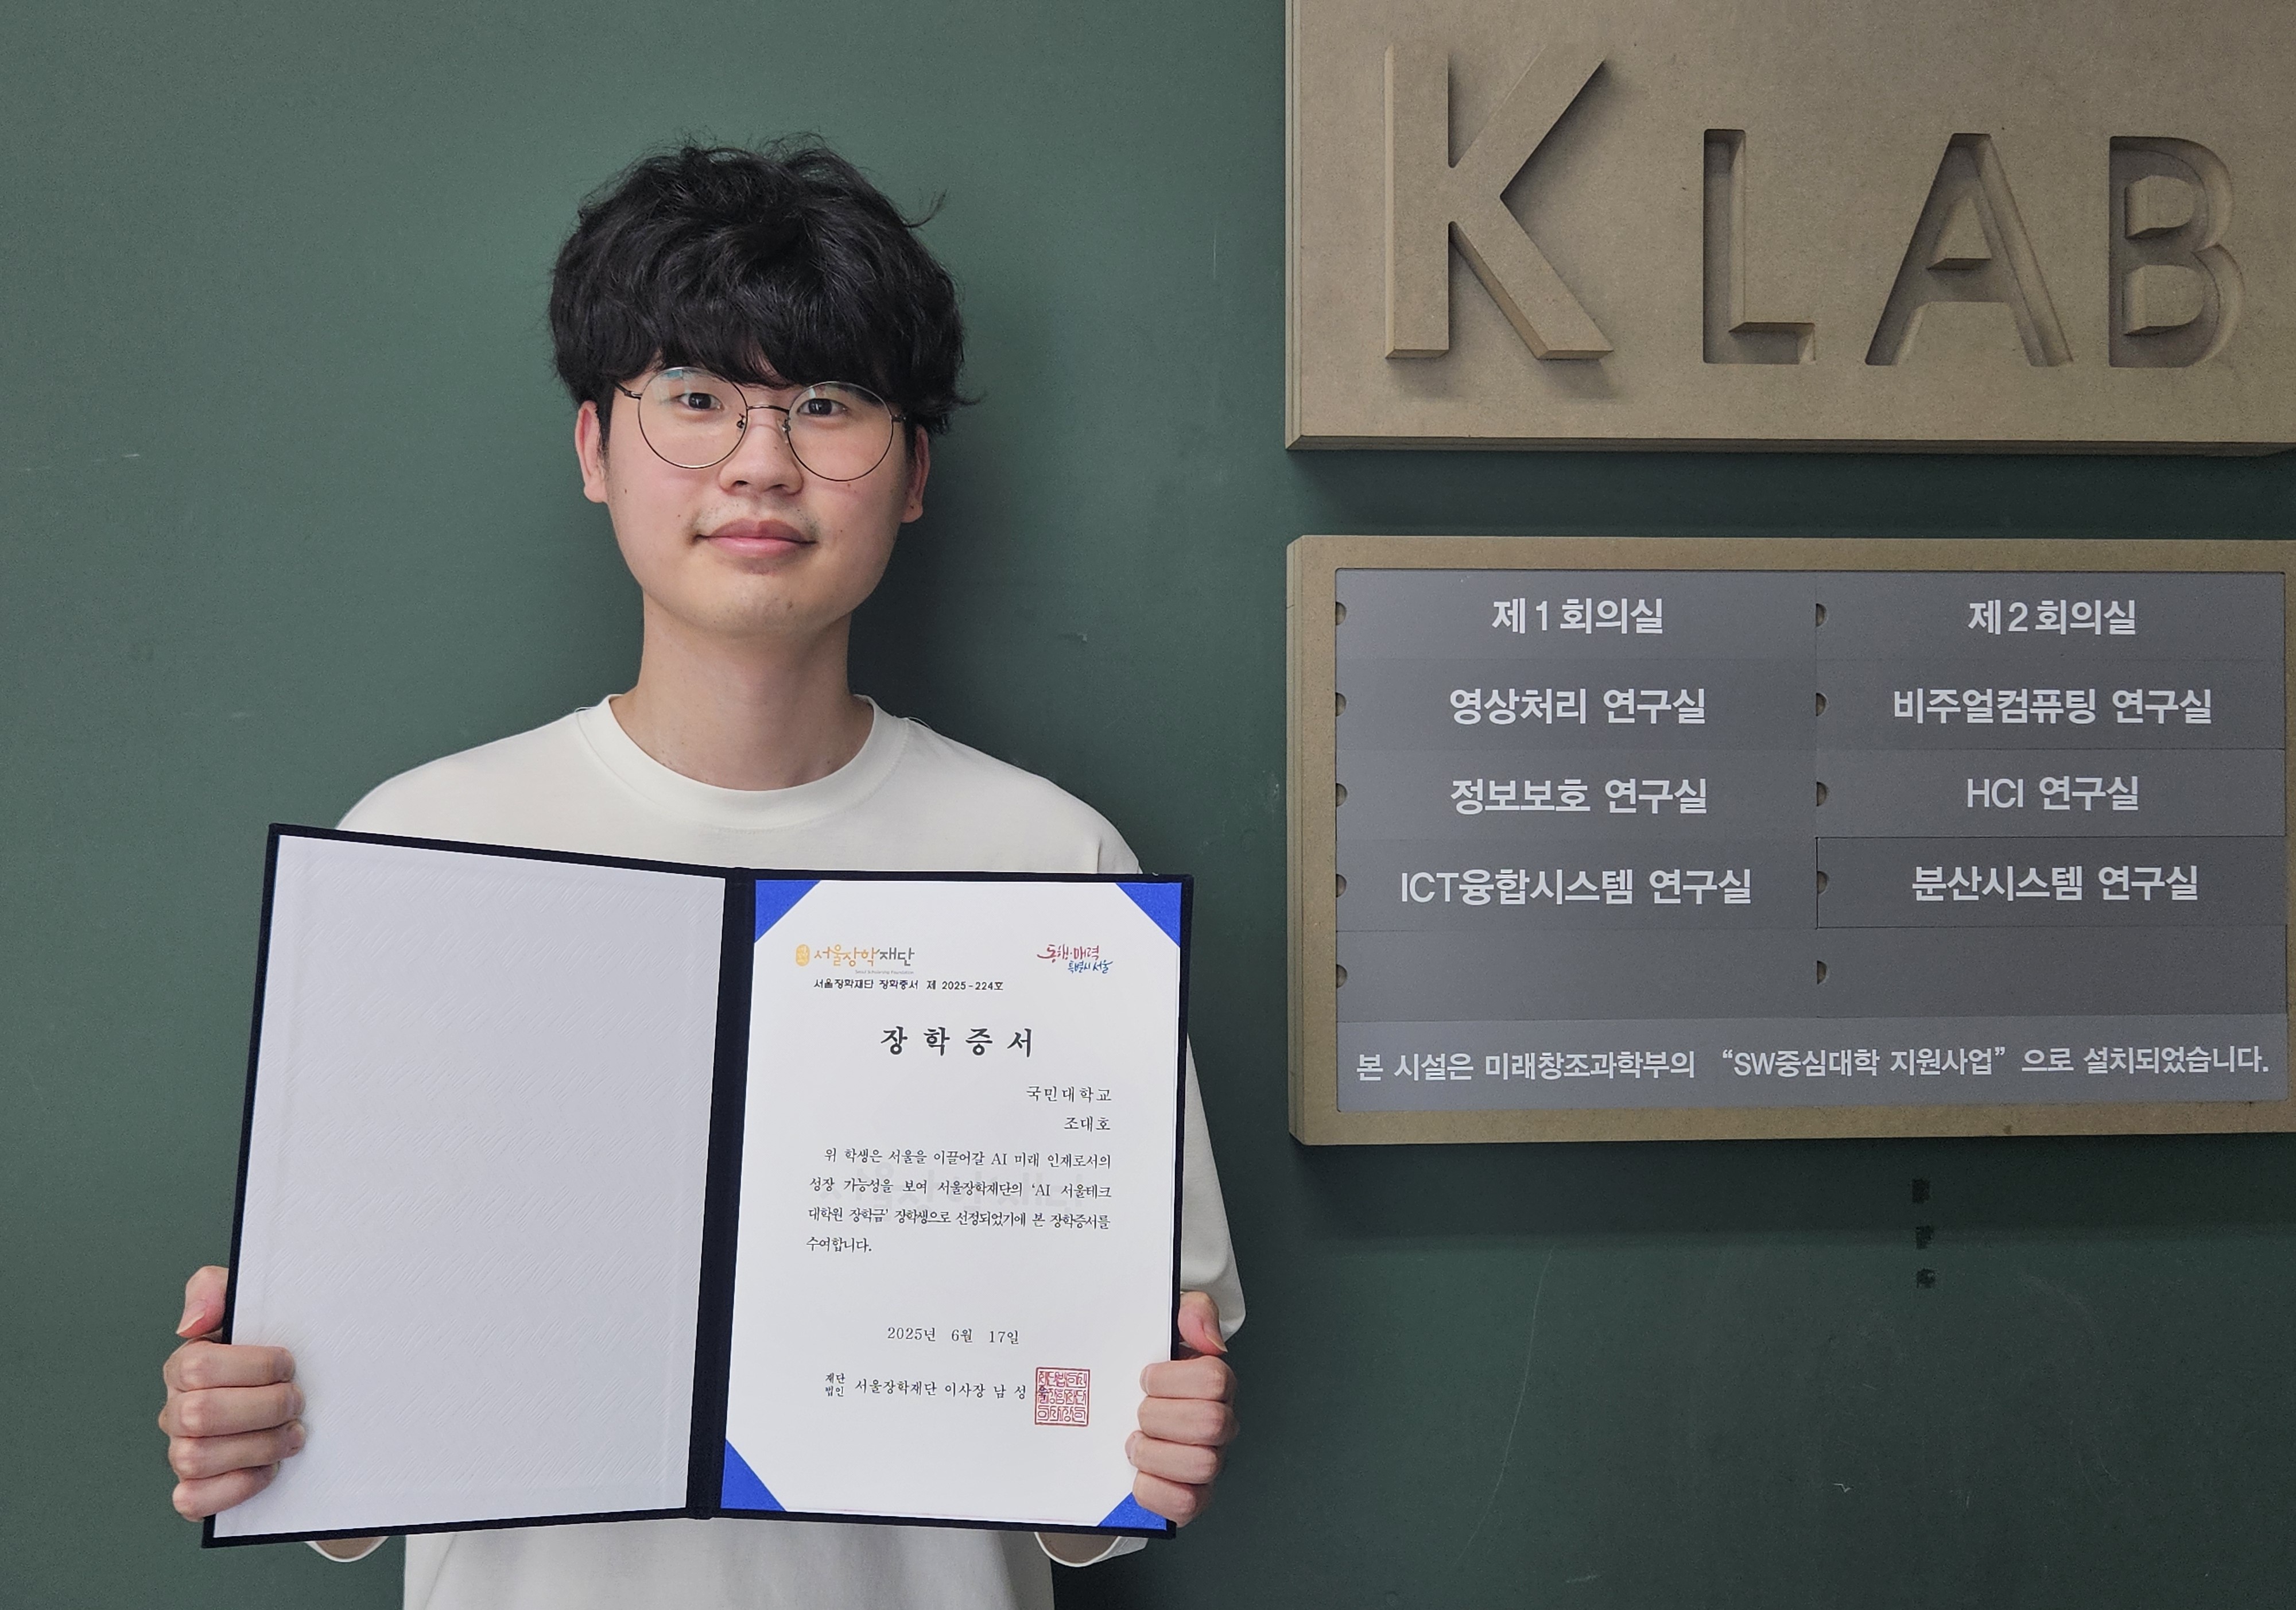 K LAB
제1회의실
제2회의실
영상처리 연구실
비주얼컴퓨팅 연구실
정보보호 연구실
HCI 연구실
ICT융합시스템 연구실
분산시스템 연구실
본 시설은 미래창조과학부의 “SW중심대학 지원사업”으로 설치되었습니다.
서울장학재단
Seoul Scholarship Foundation
동행·매력
특별시 서울
서울장학재단 장학증서 제 2025-224호
장학증서
국민대학교
조대호
위 학생은 서울을 이끌어갈 AI 미래 인재로서의
성장 가능성을 보여 서울장학재단의 ‘AI 서울테크
대학원 장학금’ 장학생으로 선정되었기에 본 장학증서를
수여합니다.
2025년 6월 17일
재단
법인 서울장학재단 이사장 남 성